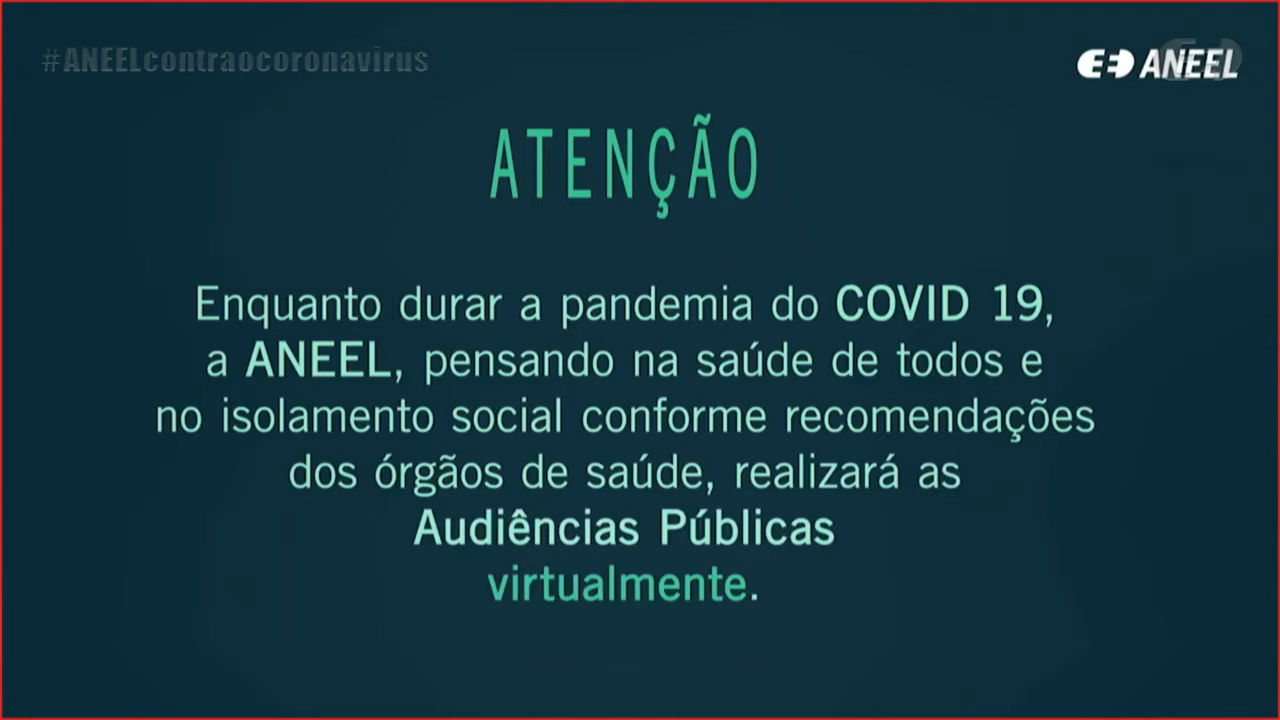 #ANEELcontraocoronavirus
ANEEL
ATENÇÃO
Enquanto durar a pandemia do COVID 19,
a ANEEL, pensando na saúde de todos e
no isolamento social conforme recomendações
dos órgãos de saúde, realizará as
Audiências Públicas
virtualmente.